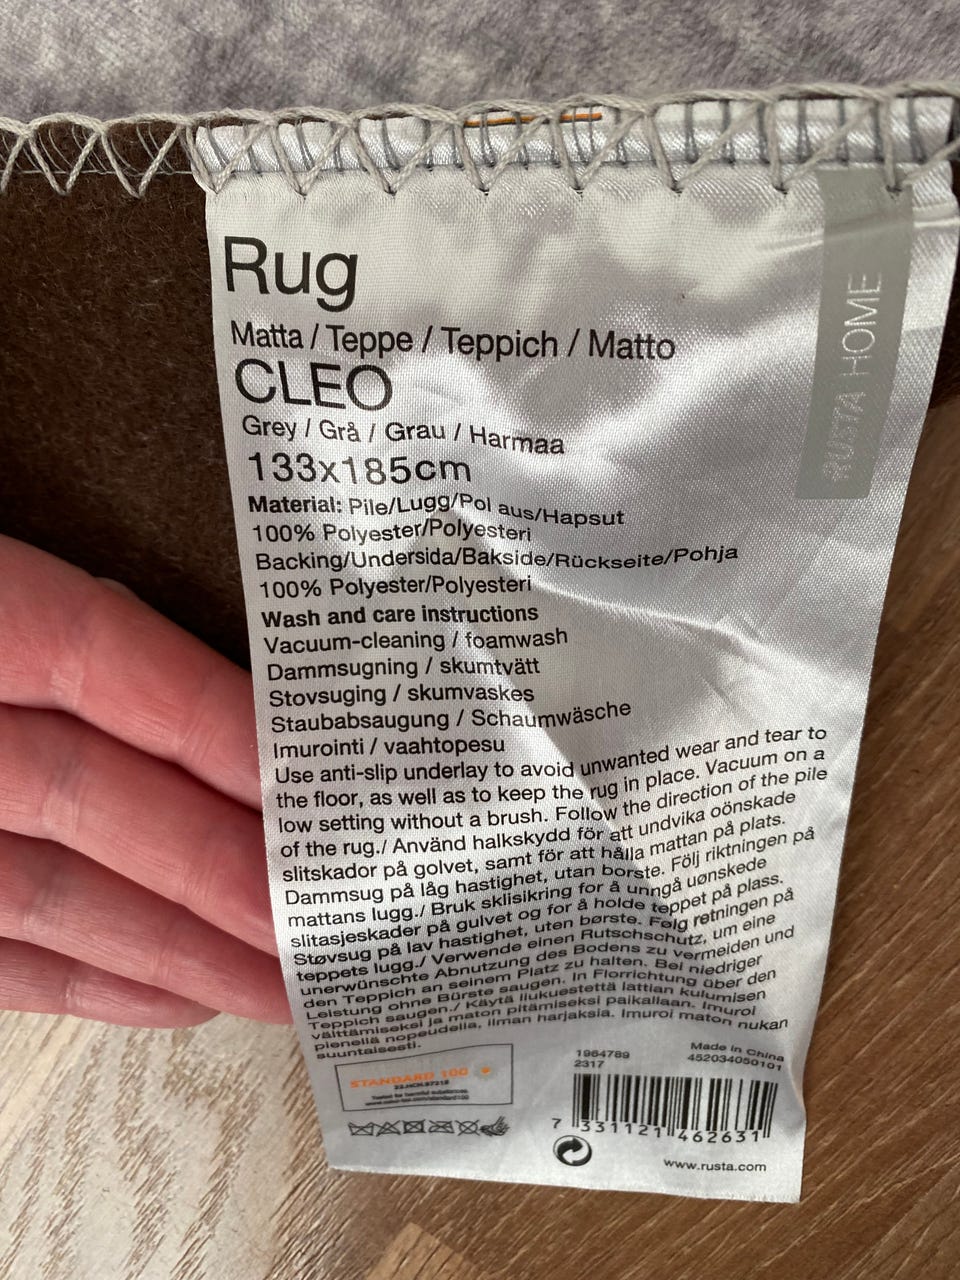 Rug
Matta / Teppe / Teppich / Matto
CLEO
Grey / Grå / Grau / Harmaa
133x185cm
Material: Pile/Lugg/Pol aus/Hapsut
100% Polyester/Polyesteri
Backing/Undersida/Bakside/Rückseite/Pohja
100% Polyester/Polyesteri
Wash and care instructions
Vacuum-cleaning / foamwash
Dammsugning / skumtvätt
Stovsuging / skumvaskes
Staubabsaugung / Schaumwäsche
Imurointi / vaahtopesu
Use anti-slip underlay to avoid unwanted wear and tear to
the floor, as well as to keep the rug in place. Vacuum on a
low setting without a brush. Follow the direction of the pile
of the rug./ Använd halkskydd för att undvika oönskade
slitskador på golvet, samt för att hålla mattan på plats.
Dammsug på låg hastighet, utan borste. Följ riktningen på
mattans lugg./ Bruk sklisikring for å unngå uønskede
slitasjeskader på gulvet og for å holde teppet på plass.
Støvsug på lav hastighet, uten børste. Følg retningen på
teppets lugg./ Verwende einen Rutschschutz, um eine
unerwünschte Abnutzung des Bodens zu vermeiden und
den Teppich an seinem Platz zu halten. Bei niedriger
Leistung ohne Bürste saugen. In Florrichtung über den
Teppich saugen./ Käytä liukuestettä lattian kulumisen
välttämiseksi ja maton pitämiseksi paikallaan. Imuroi
pienellä nopeudella, ilman harjaksia. Imuroi maton nukan
suuntaisesti.
RUSTA HOME
STANDARD 100
Tested for harmful substances
www.oeko-tex.com/standard100
1964789
2317
Made in China
452034050101
7 331121 462631
www.rusta.com